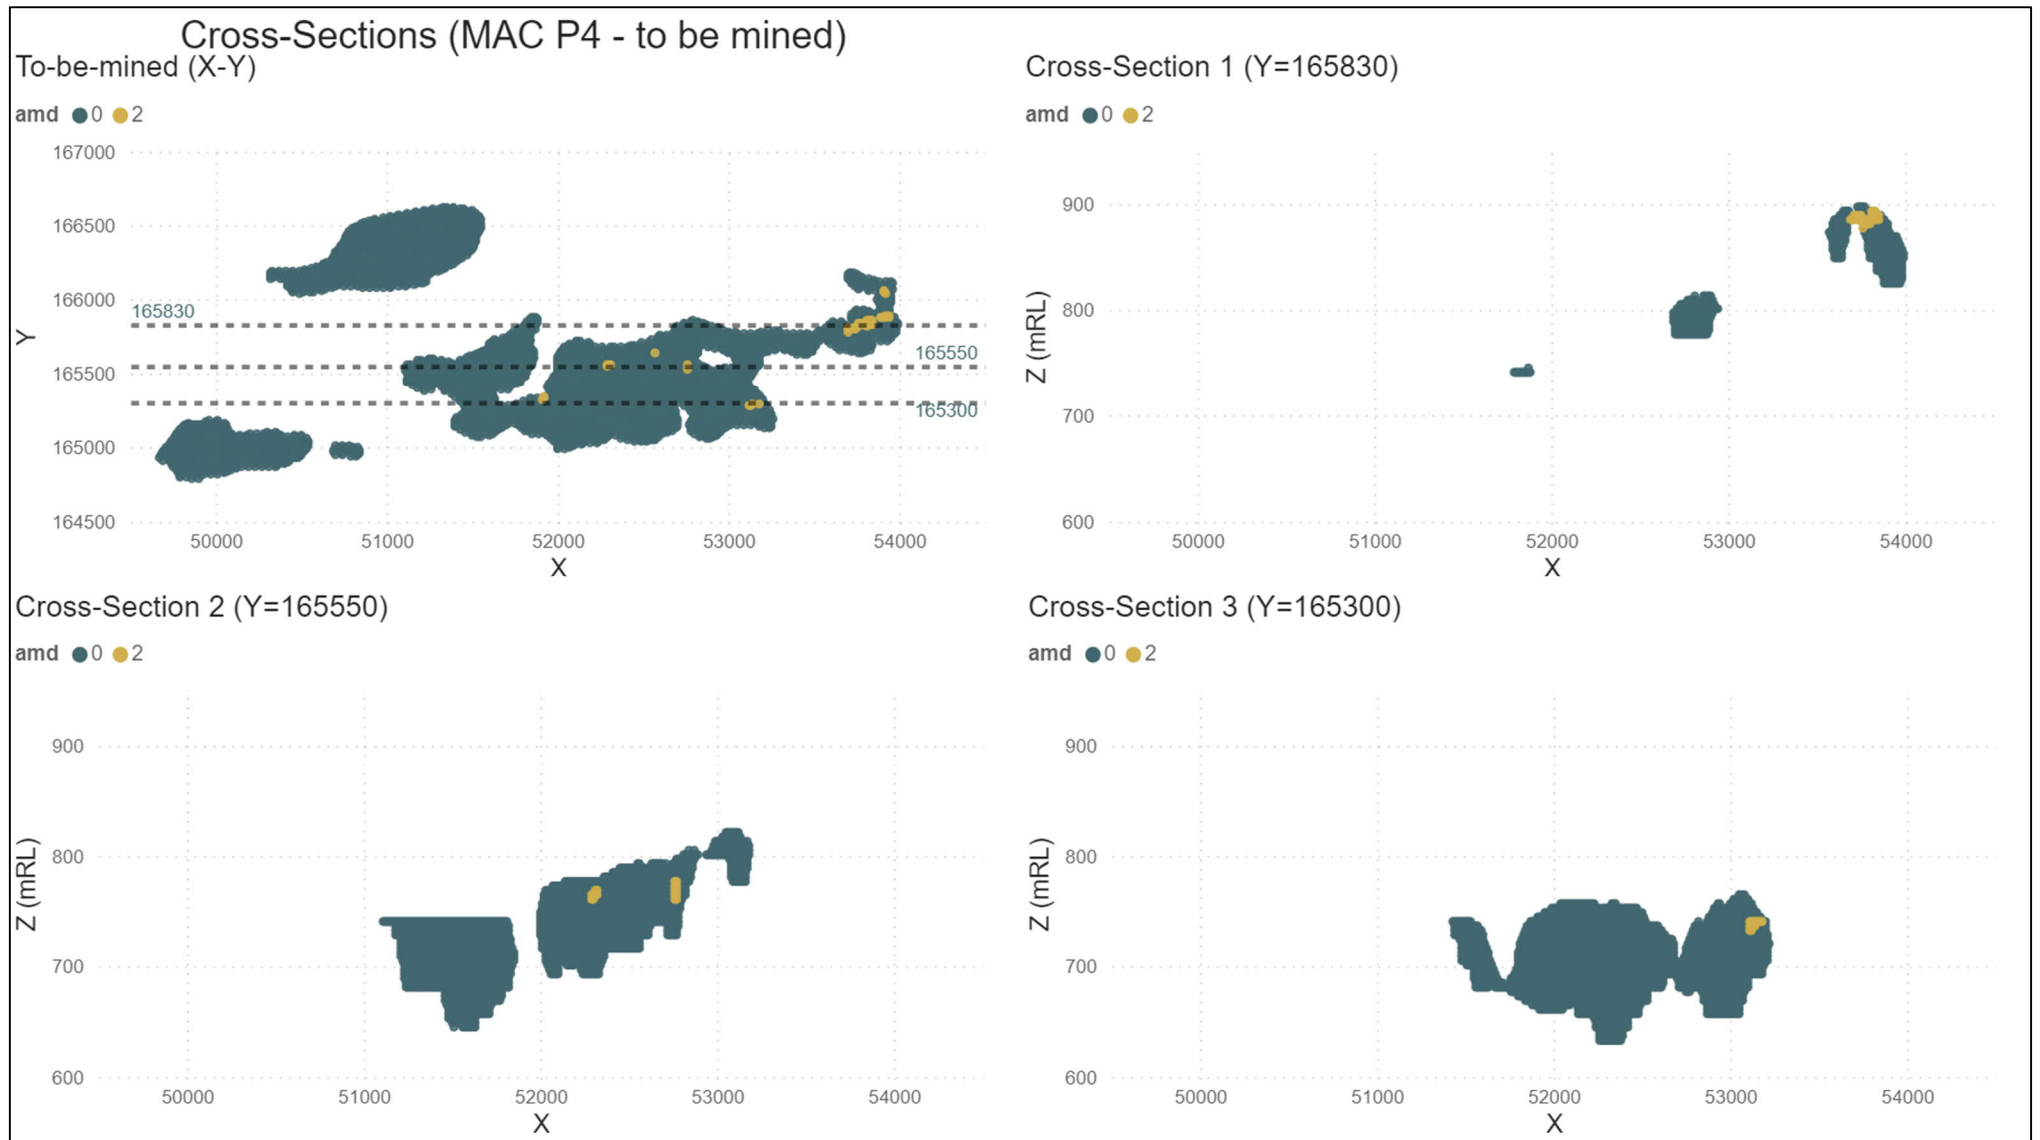 Cross-Sections (MAC P4 - to be mined)
To-be-mined (X-Y)
amd 0 2
167000
166500
166000
165500
165000
164500
Y
165830
165550
165300
50000 51000 52000 53000 54000
X
Cross-Section 1 (Y=165830)
amd 0 2
900
800
700
600
Z (mRL)
50000 51000 52000 53000 54000
X
Cross-Section 2 (Y=165550)
amd 0 2
900
800
700
600
Z (mRL)
50000 51000 52000 53000 54000
X
Cross-Section 3 (Y=165300)
amd 0 2
900
800
700
600
Z (mRL)
50000 51000 52000 53000 54000
X